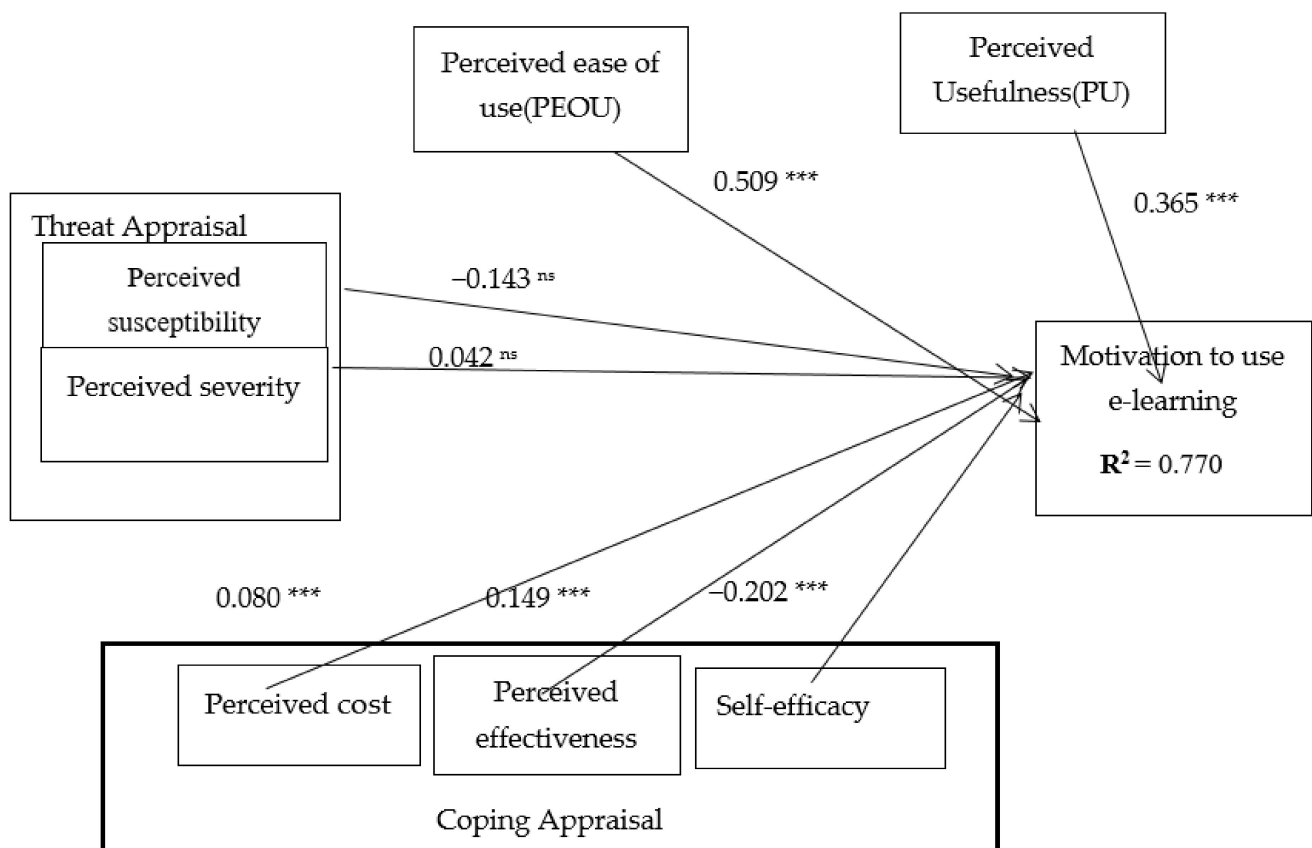 Perceived ease of
use(PEOU)
Perceived
Usefulness(PU)
0.509 ***
0.365 ***
Threat Appraisal
Perceived
susceptibility
Perceived severity
−0.143 ns
0.042 ns
Motivation to use
e-learning
R² = 0.770
0.080 ***
0.149 ***
−0.202 ***
Perceived cost
Perceived
effectiveness
Self-efficacy
Coping Appraisal